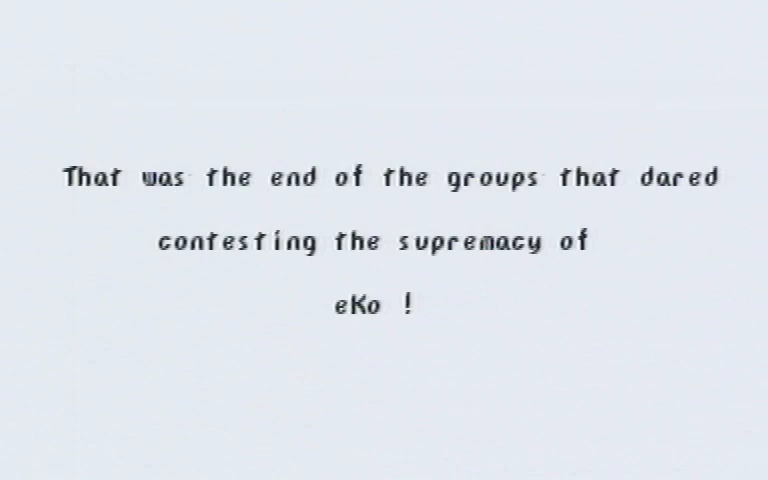 That was the end of the groups that dared
contesting the supremacy of
eKo !